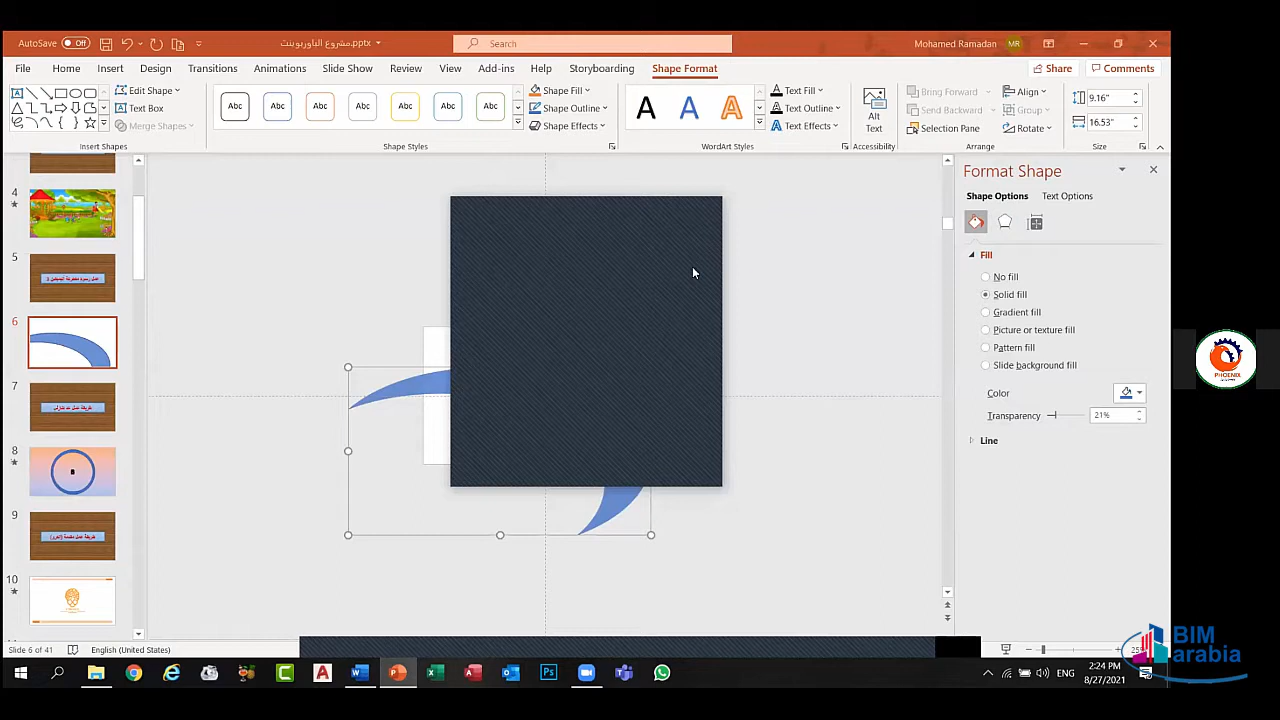 AutoSave Off مشروع الباوربوينت.pptx Search Mohamed Ramadan MR
File Home Insert Design Transitions Animations Slide Show Review View Add-ins Help Storyboarding Shape Format Share Comments
Edit Shape
Text Box
Merge Shapes
Insert Shapes
Abc Abc Abc Abc Abc Abc Abc
Shape Fill
Shape Outline
Shape Effects
Shape Styles
A A A
Text Fill
Text Outline
Text Effects
WordArt Styles
Alt
Text
Accessibility
Bring Forward
Send Backward
Selection Pane
Align
Group
Rotate
Arrange
9.16"
16.53"
Size
4
5
6
7
8
9
10
Format Shape
Shape Options Text Options
Fill
No fill
Solid fill
Gradient fill
Picture or texture fill
Pattern fill
Slide background fill
Color
Transparency 21%
Line
PHOENIX
Slide 6 of 41 English (United States)
ENG 2:24 PM
8/27/2021
BIM
arabia